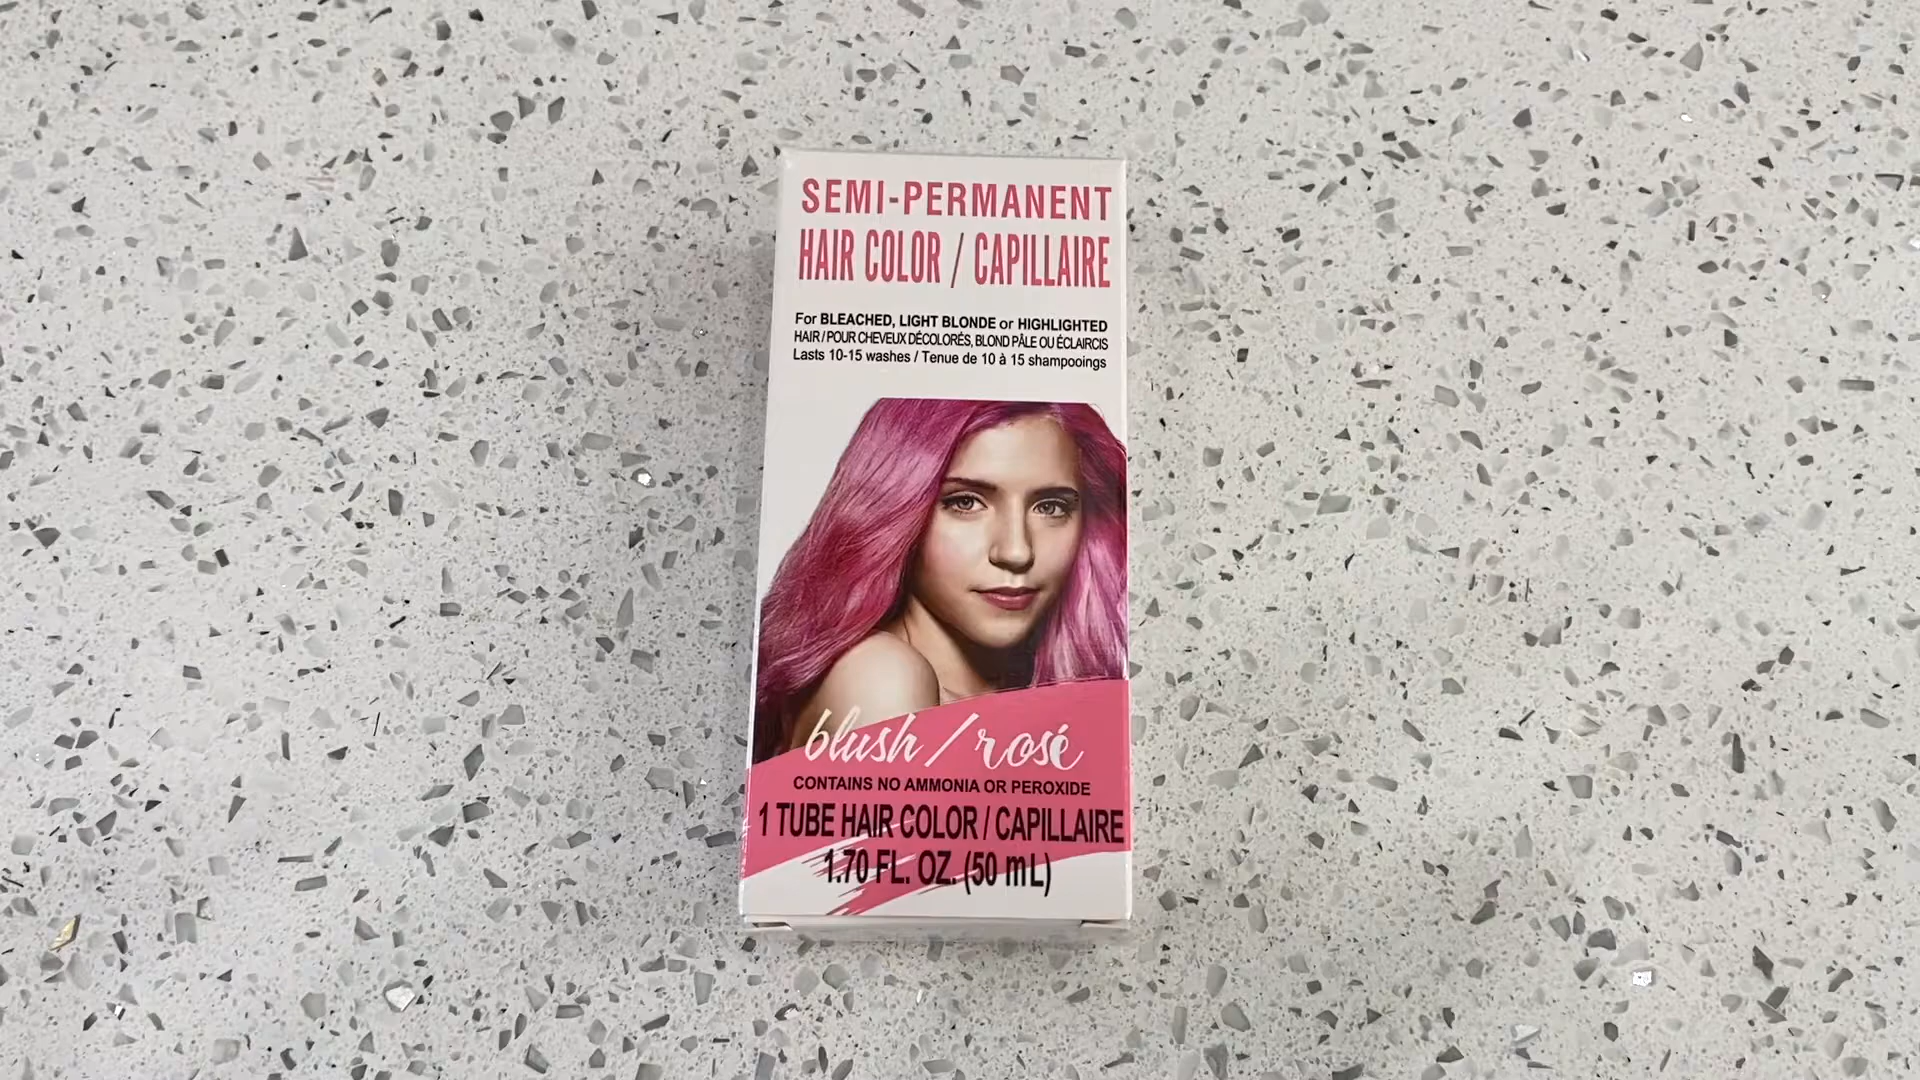 SEMI-PERMANENT
HAIR COLOR / CAPILLAIRE
For BLEACHED, LIGHT BLONDE or HIGHLIGHTED
HAIR / POUR CHEVEUX DÉCOLORÉS, BLOND PÂLE OU ÉCLAIRCIS
Lasts 10-15 washes / Tenue de 10 à 15 shampooings
blush / rosé
CONTAINS NO AMMONIA OR PEROXIDE
1 TUBE HAIR COLOR / CAPILLAIRE
1.70 FL. OZ. (50 mL)